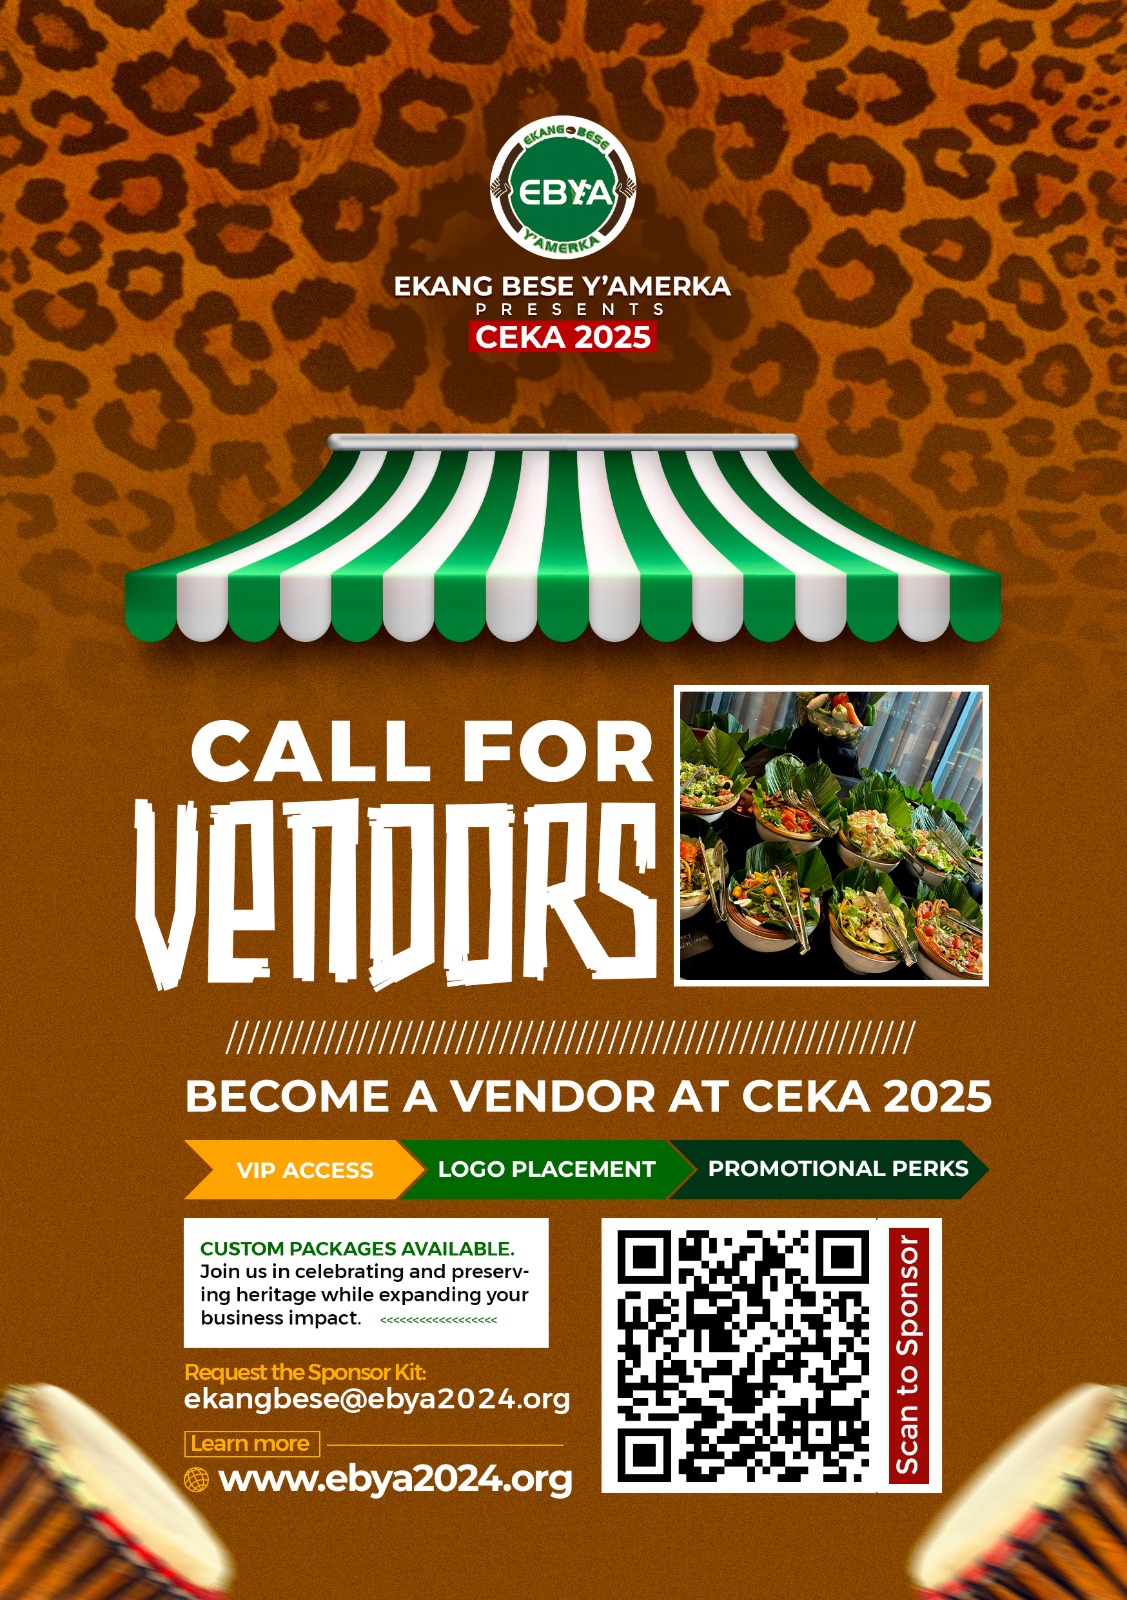 EKANG BESE
EBYA
Y'AMERKA
EKANG BESE Y'AMERKA
PRESENTS
CEKA 2025
CALL FOR
VENDORS
////////////////////////////////////////////////////////////////
BECOME A VENDOR AT CEKA 2025
VIP ACCESS
LOGO PLACEMENT
PROMOTIONAL PERKS
CUSTOM PACKAGES AVAILABLE.
Join us in celebrating and preserv-
ing heritage while expanding your
business impact. <<<<<<<<<<<<<<<<<<
Request the Sponsor Kit:
ekangbese@ebya2024.org
Learn more
www.ebya2024.org
Scan to Sponsor